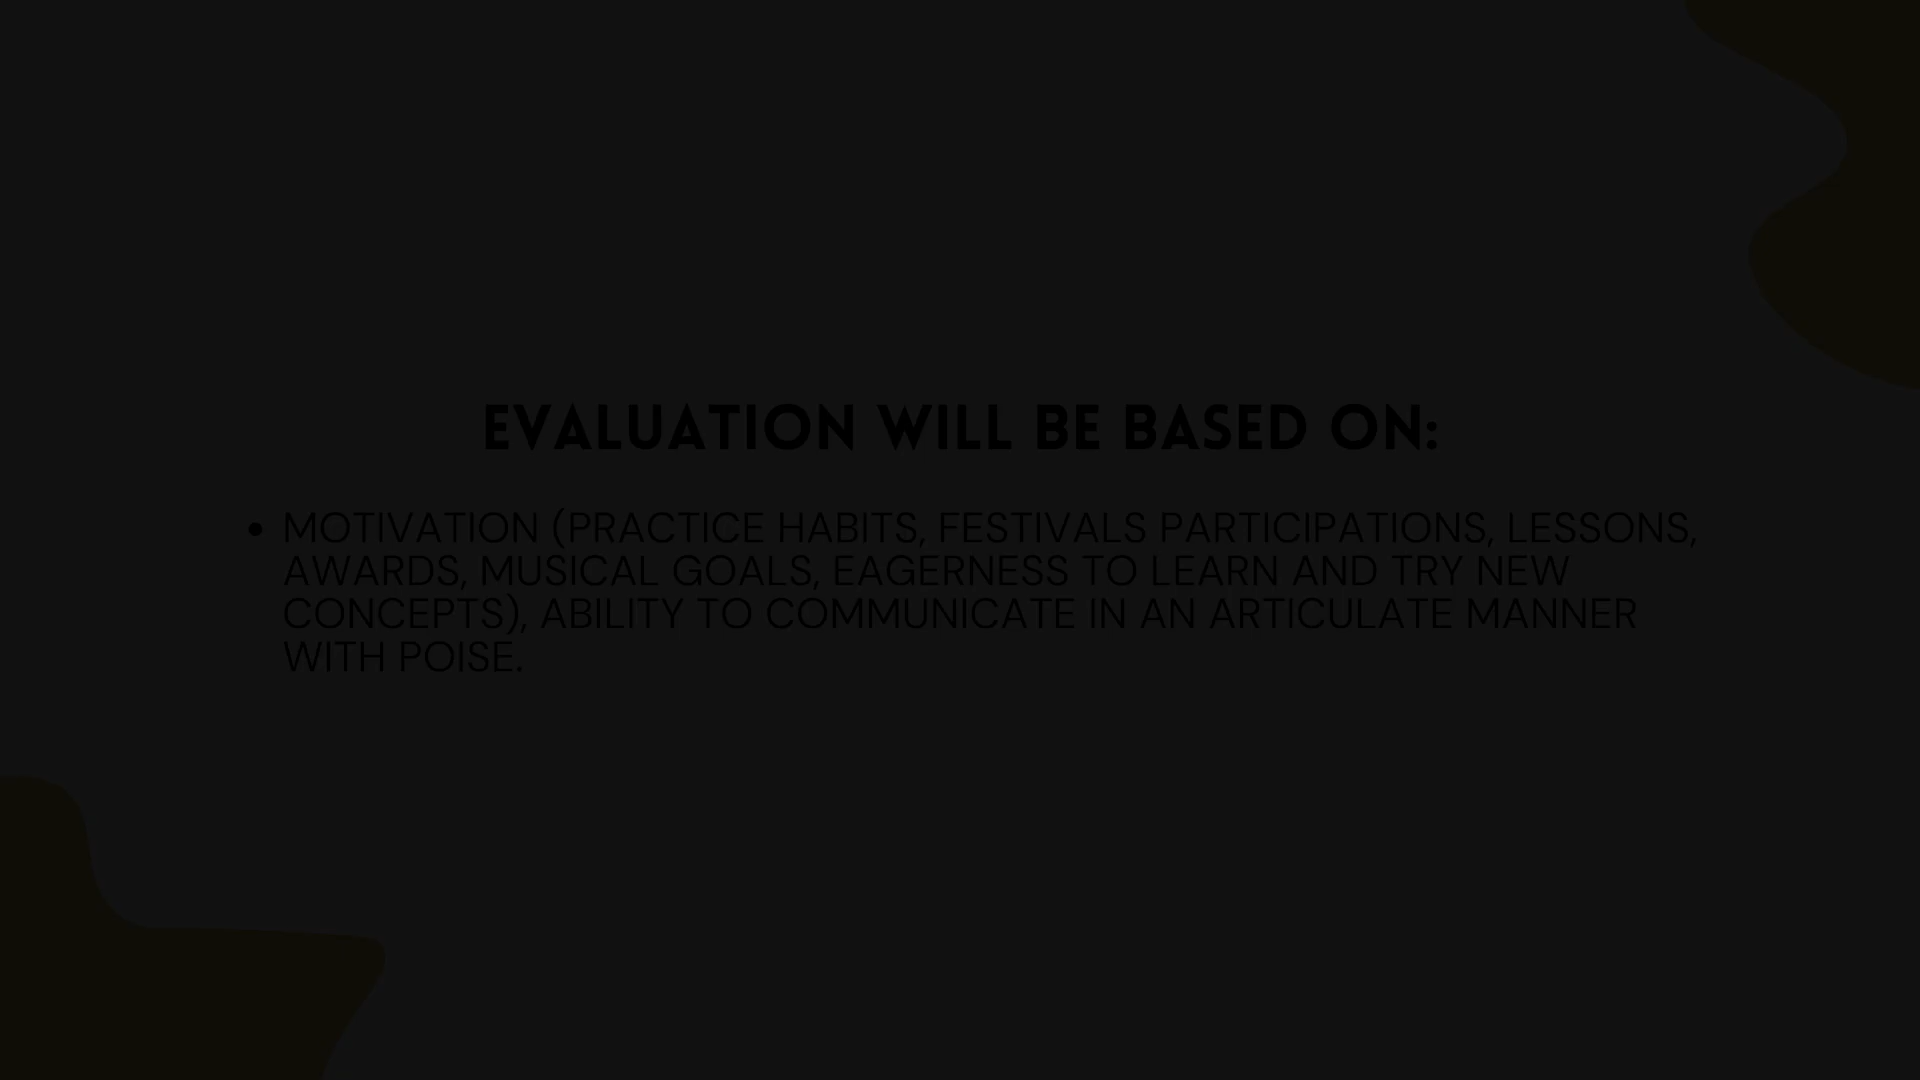 EVALUATION WILL BE BASED ON:
• MOTIVATION (PRACTICE HABITS, FESTIVALS PARTICIPATIONS, LESSONS,
AWARDS, MUSICAL GOALS, EAGERNESS TO LEARN AND TRY NEW
CONCEPTS), ABILITY TO COMMUNICATE IN AN ARTICULATE MANNER
WITH POISE.